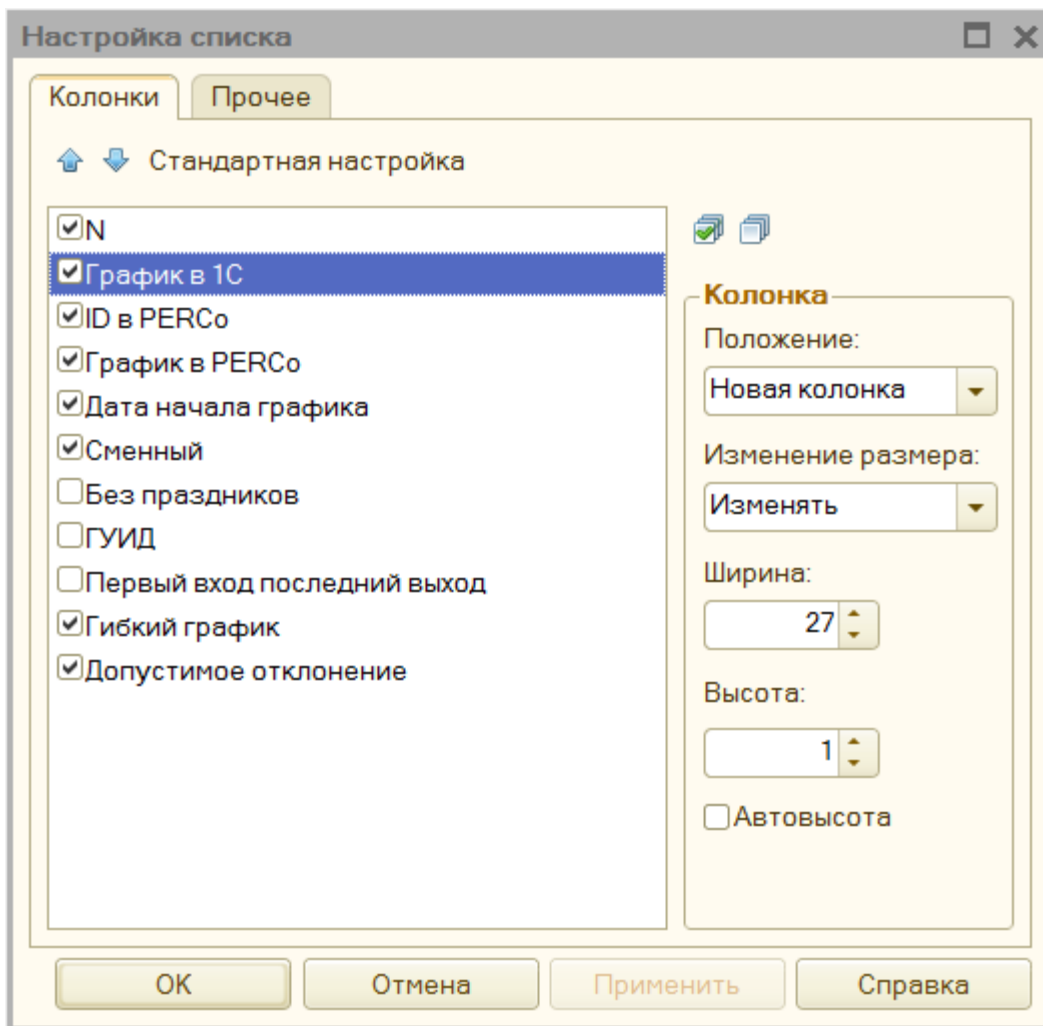 Настройка списка
Колонки
Прочее
Стандартная настройка
N
График в 1С
ID в PERCo
График в PERCo
Дата начала графика
Сменный
Без праздников
ГУИД
Первый вход последний выход
Гибкий график
Допустимое отклонение
Колонка
Положение:
Новая колонка
Изменение размера:
Изменять
Ширина:
27
Высота:
1
Автовысота
OK
Отмена
Применить
Справка